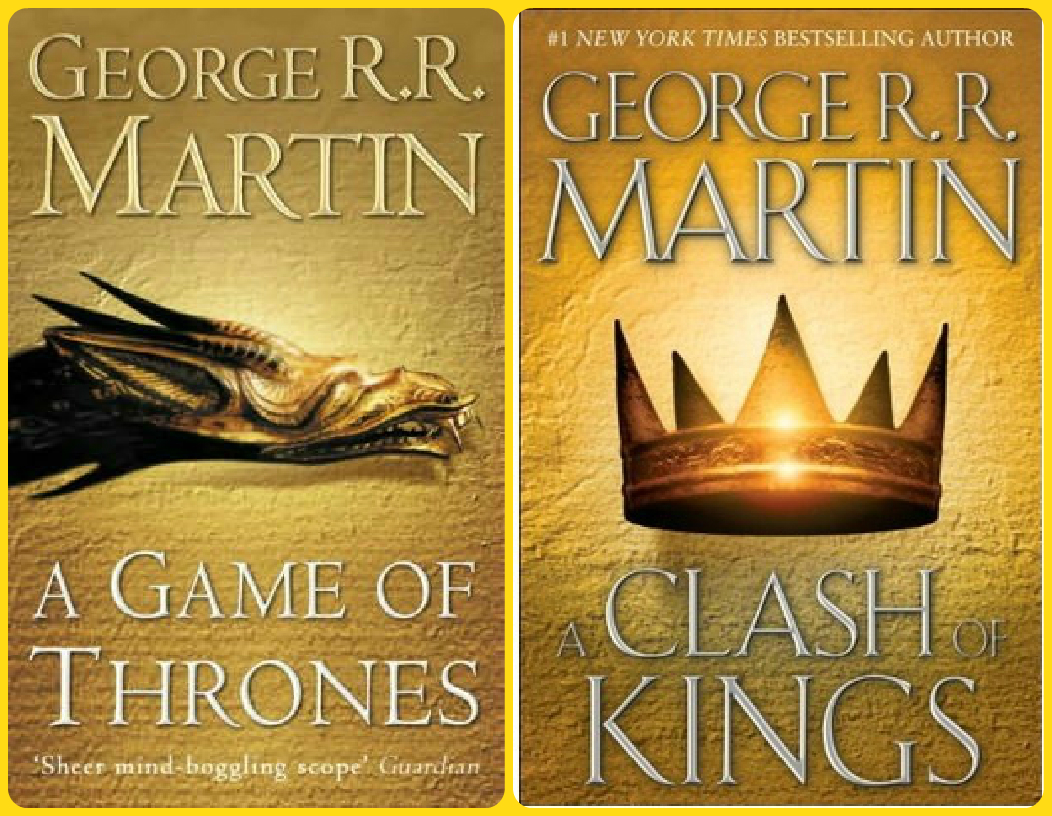 GEORGE R.R.
MARTIN
A GAME OF
THRONES
'Sheer mind-boggling scope' Guardian
#1 NEW YORK TIMES BESTSELLING AUTHOR
GEORGE R. R.
MARTIN
A CLASH OF
KINGS